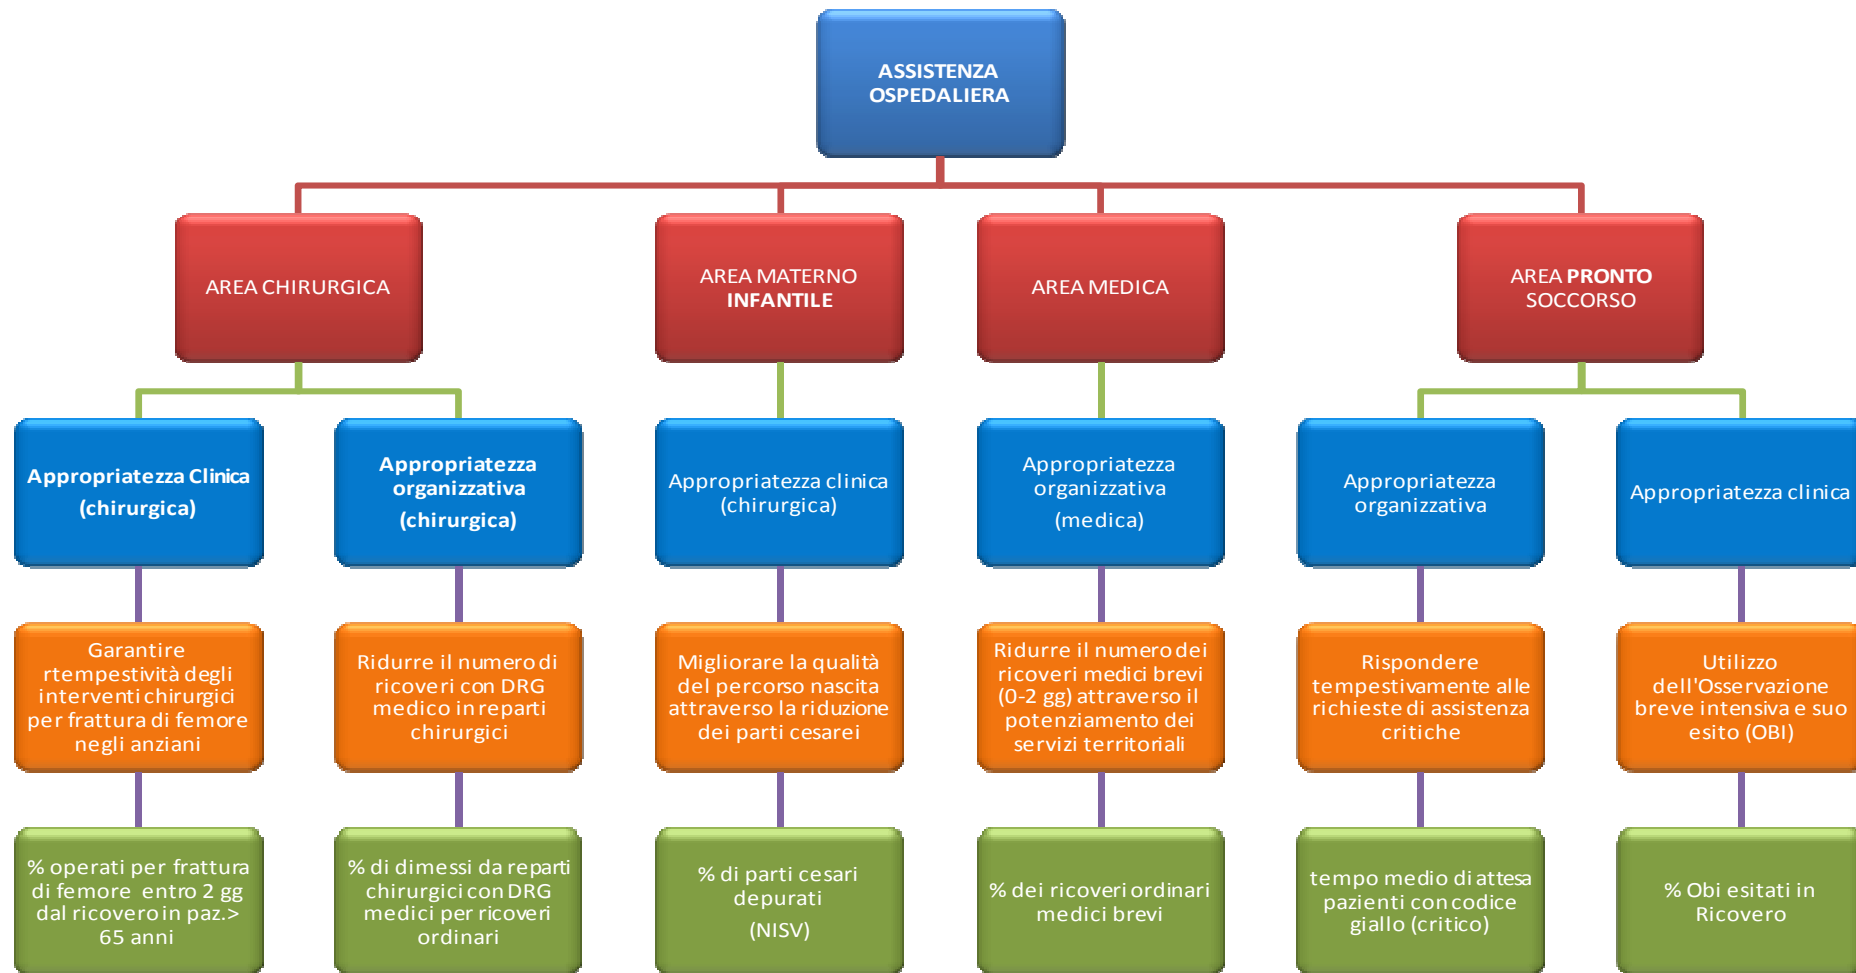 ASSISTENZA
OSPEDALIERA
AREA CHIRURGICA
AREA MATERNO
INFANTILE
AREA MEDICA
AREA PRONTO
SOCCORSO
Appropriatezza Clinica
(chirurgica)
Appropriatezza
organizzativa
(chirurgica)
Appropriatezza clinica
(chirurgica)
Appropriatezza
organizzativa
(medica)
Appropriatezza
organizzativa
Appropriatezza clinica
Garantire
rtempestività degli
interventi chirurgici
per frattura di femore
negli anziani
Ridurre il numero di
ricoveri con DRG
medico in reparti
chirurgici
Migliorare la qualità
del percorso nascita
attraverso la riduzione
dei parti cesarei
Ridurre il numero dei
ricoveri medici brevi
(0-2 gg) attraverso il
potenziamento dei
servizi territoriali
Rispondere
tempestivamente alle
richieste di assistenza
critiche
Utilizzo
dell'Osservazione
breve intensiva e suo
esito (OBI)
% operati per frattura
di femore entro 2 gg
dal ricovero in paz.>
65 anni
% di dimessi da reparti
chirurgici con DRG
medici per ricoveri
ordinari
% di parti cesari
depurati
(NISV)
% dei ricoveri ordinari
medici brevi
tempo medio di attesa
pazienti con codice
giallo (critico)
% Obi esitati in
Ricovero